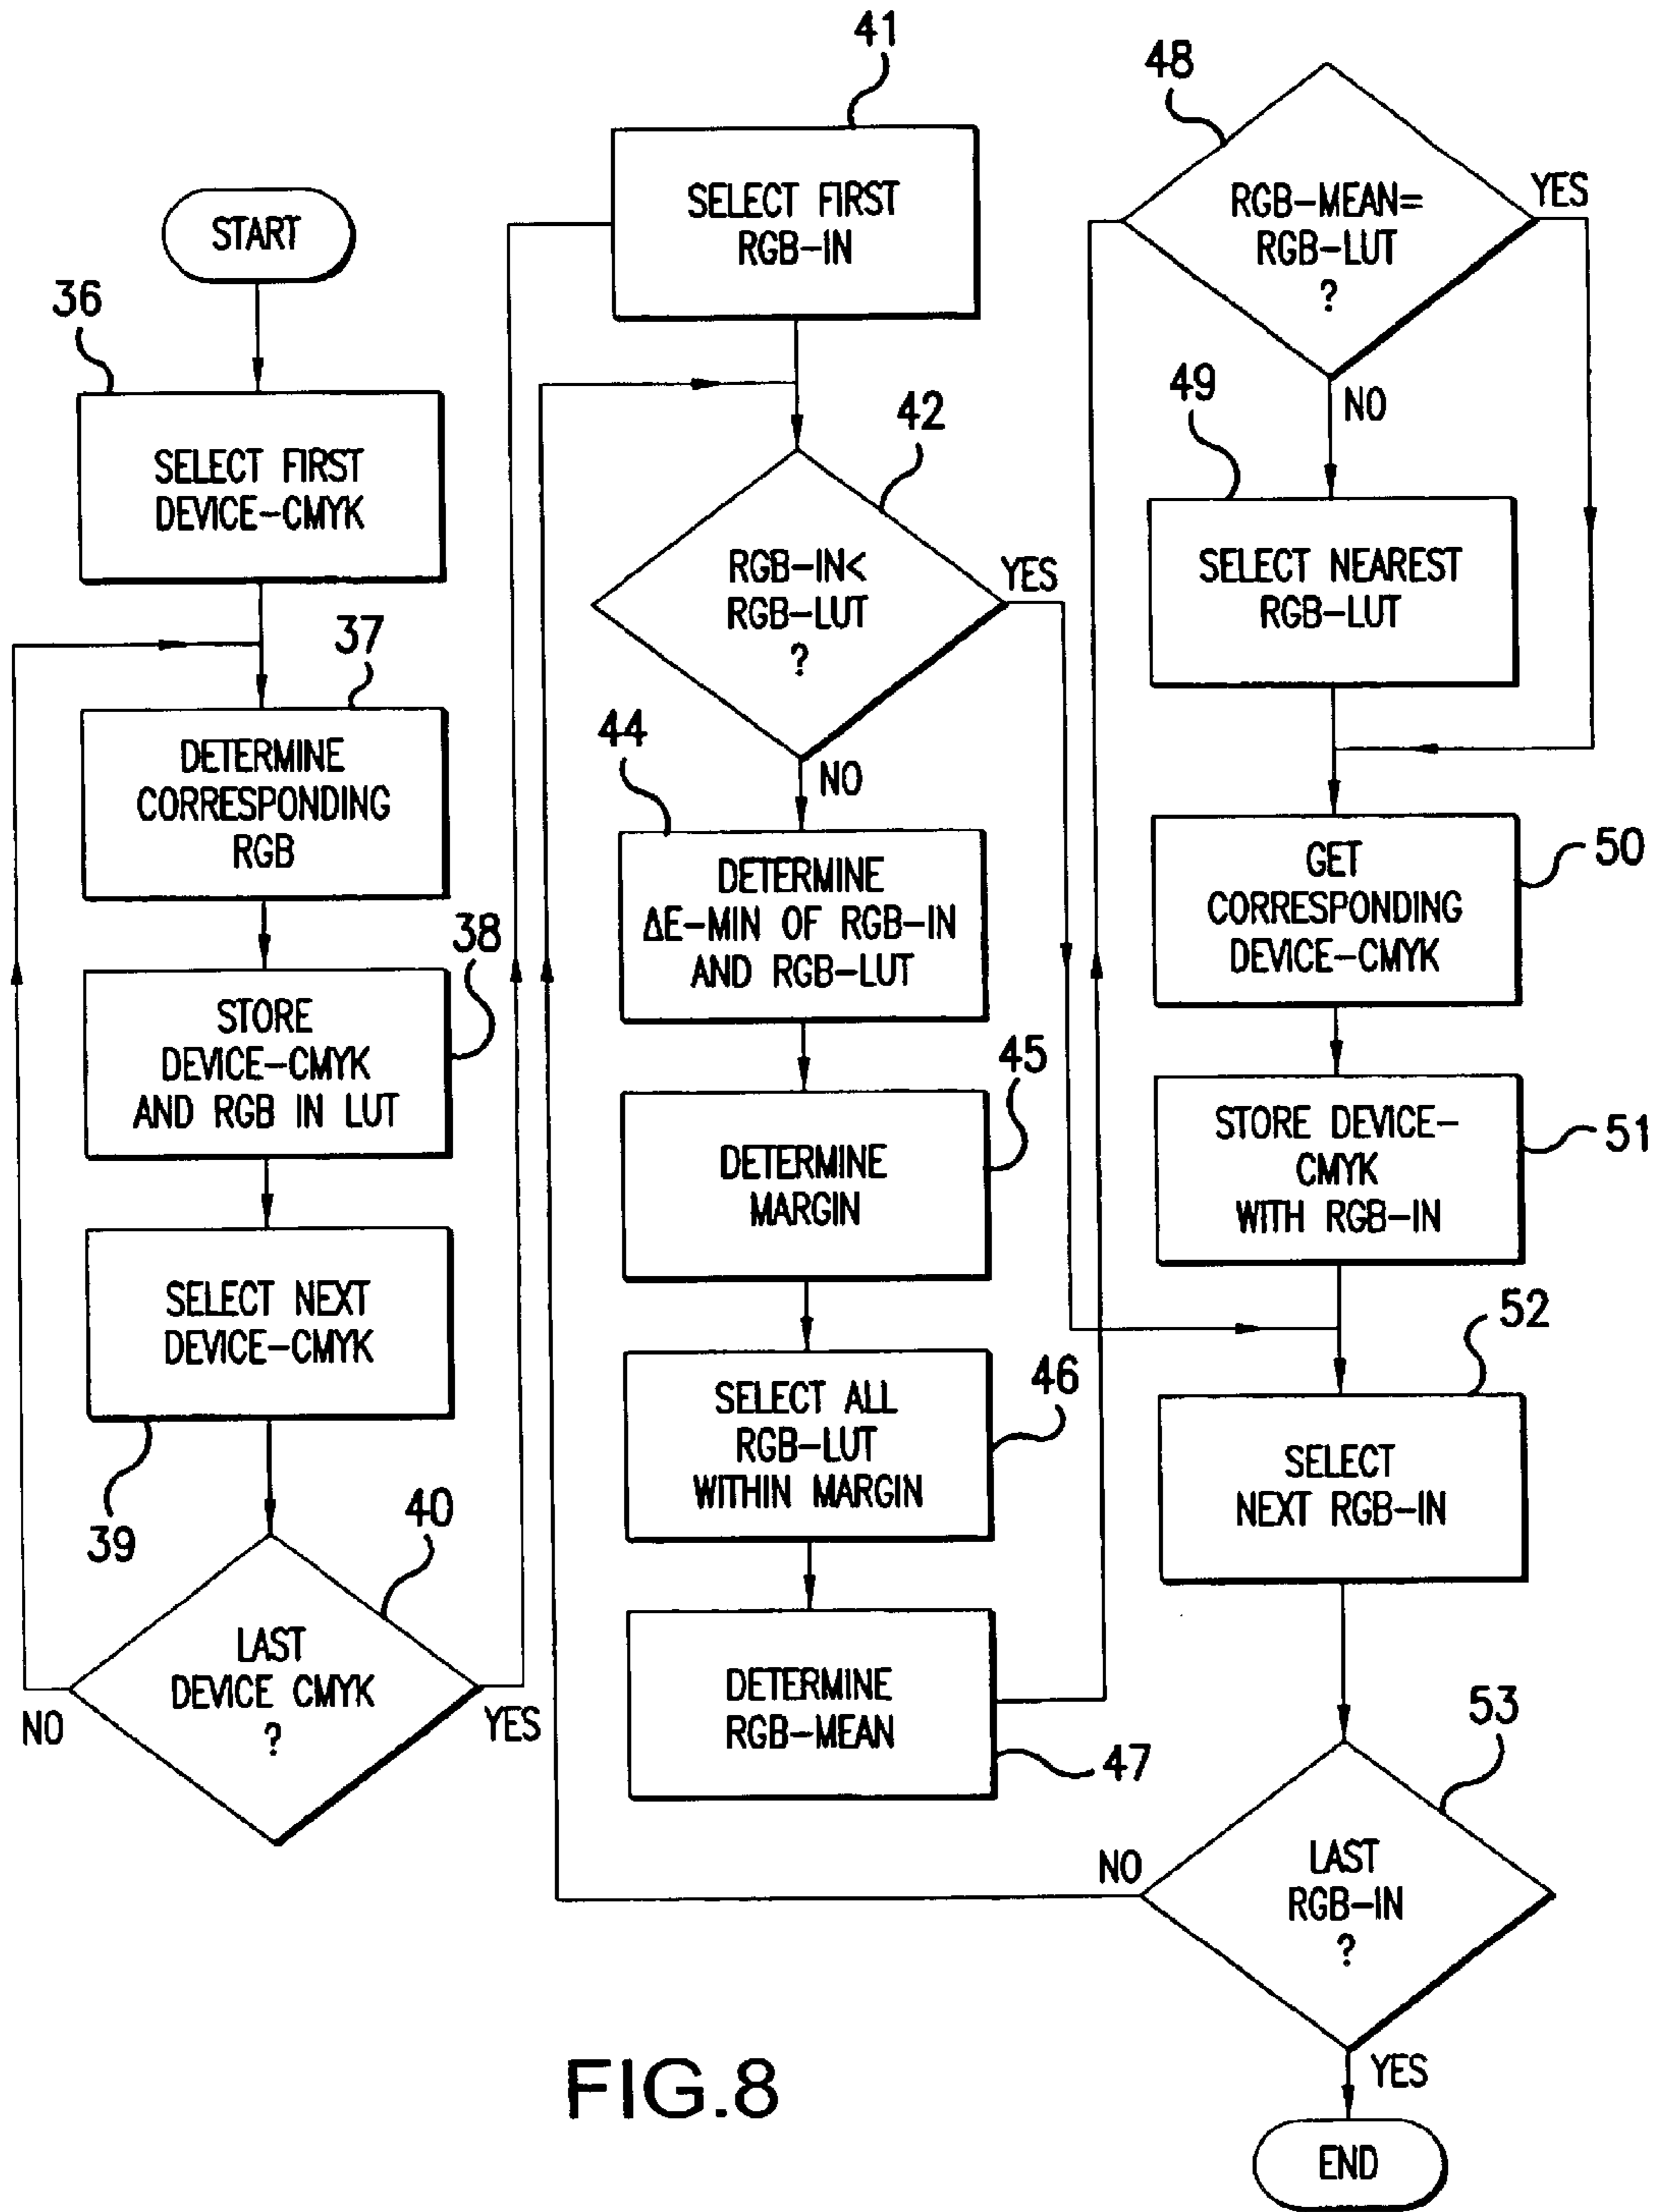 START
36
SELECT FIRST
DEVICE-CMYK
37
DETERMINE
CORRESPONDING
RGB
38
STORE
DEVICE-CMYK
AND RGB IN LUT
SELECT NEXT
DEVICE-CMYK
39
40
LAST
DEVICE CMYK
?
NO
YES
41
SELECT FIRST
RGB-IN
42
RGB-IN<
RGB-LUT
?
YES
NO
44
DETERMINE
ΔE-MIN OF RGB-IN
AND RGB-LUT
45
DETERMINE
MARGIN
46
SELECT ALL
RGB-LUT
WITHIN MARGIN
DETERMINE
RGB-MEAN
47
48
RGB-MEAN=
RGB-LUT
?
YES
NO
49
SELECT NEAREST
RGB-LUT
50
GET
CORRESPONDING
DEVICE-CMYK
51
STORE DEVICE-
CMYK
WITH RGB-IN
52
SELECT
NEXT RGB-IN
53
LAST
RGB-IN
?
NO
YES
END
FIG.8